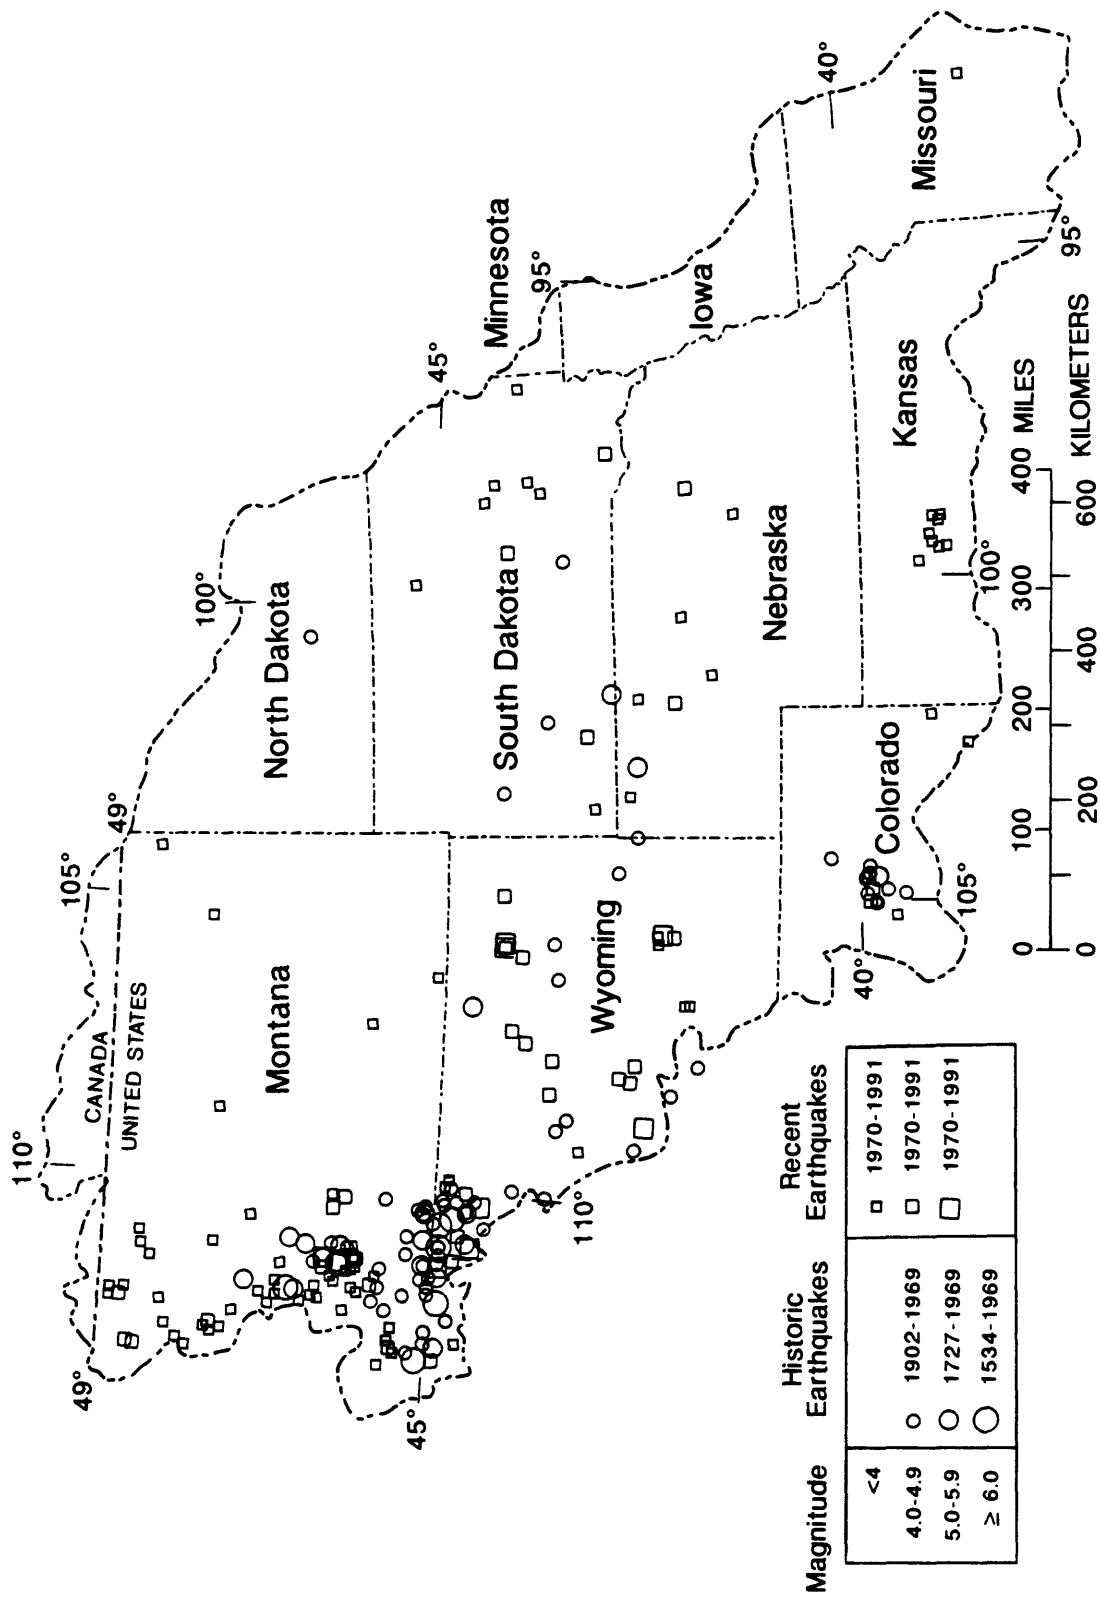 110°
105°
49°
CANADA
UNITED STATES
100°
49°
Montana
North Dakota
45°
Minnesota
95°
South Dakota
Wyoming
45°
110°
Iowa
Nebraska
40°
Missouri
Colorado
Kansas
40°
105°
100°
95°
0 100 200 300 400 MILES
0 200 400 600 KILOMETERS
Magnitude
Historic
Earthquakes
Recent
Earthquakes
<4 1970-1991
4.0-4.9 1902-1969 1970-1991
5.0-5.9 1727-1969 1970-1991
≥ 6.0 1534-1969